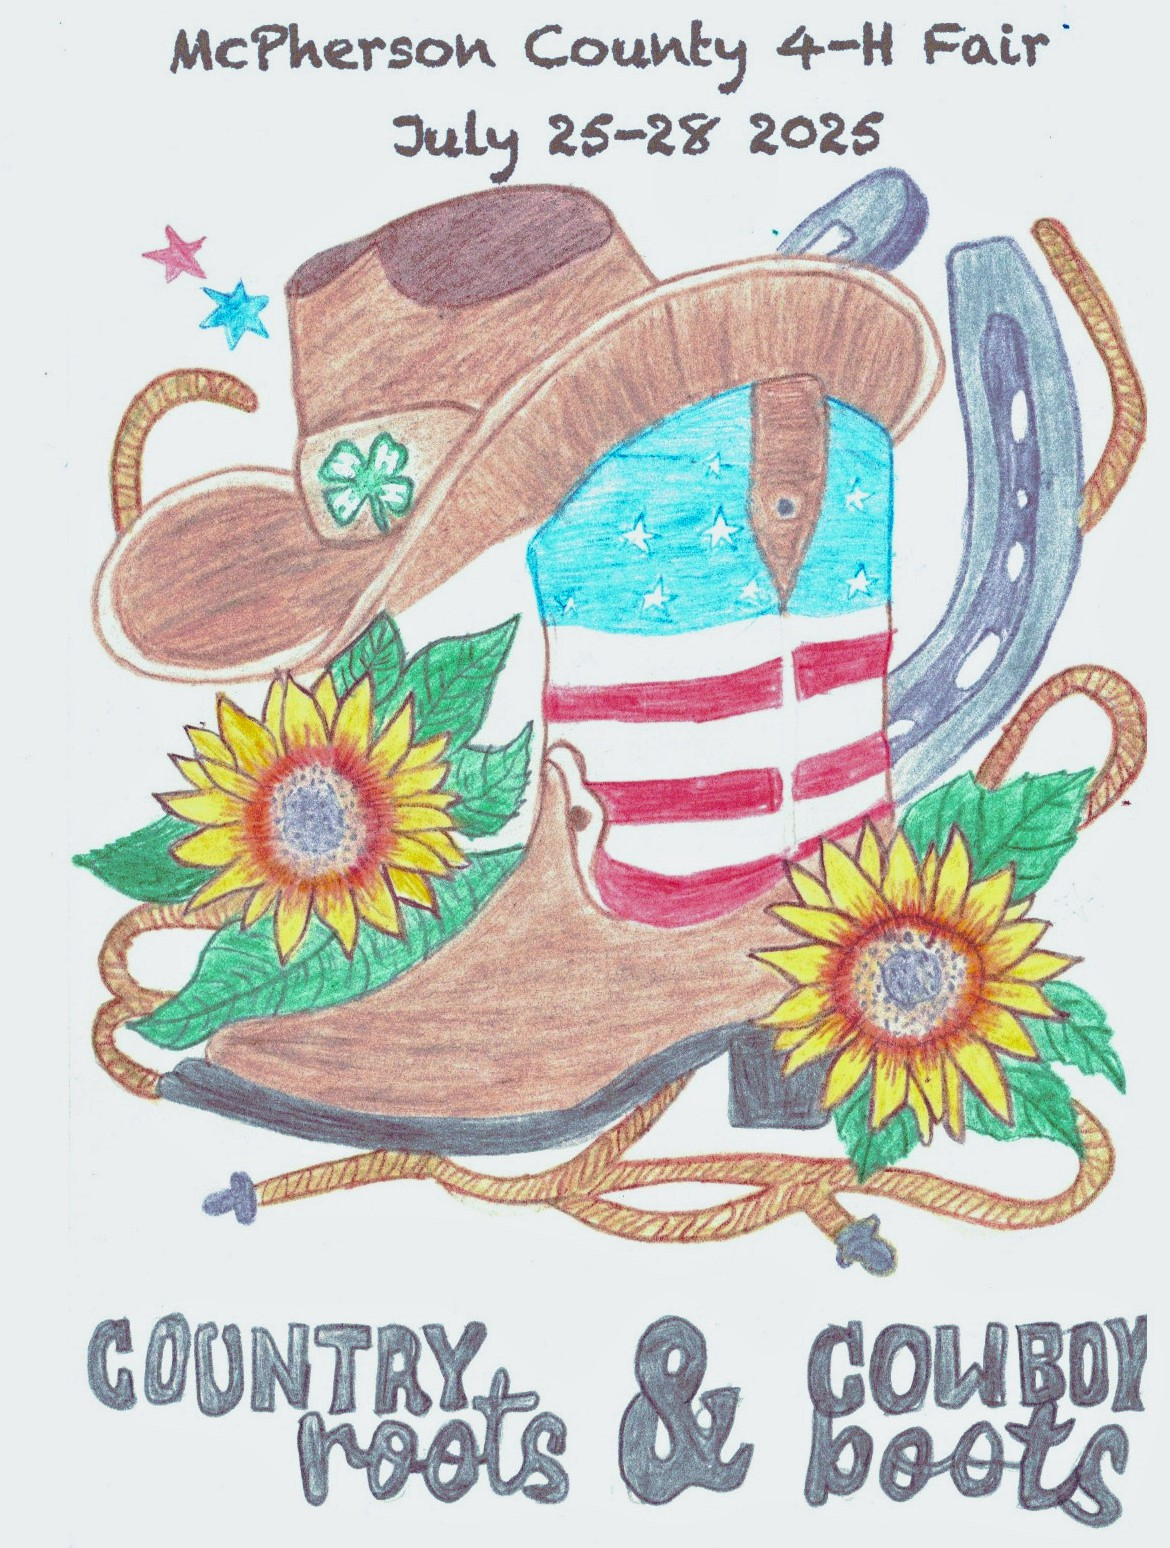 McPherson County 4-H Fair
July 25-28 2025
COUNTRY
roots & COWBOY
boots